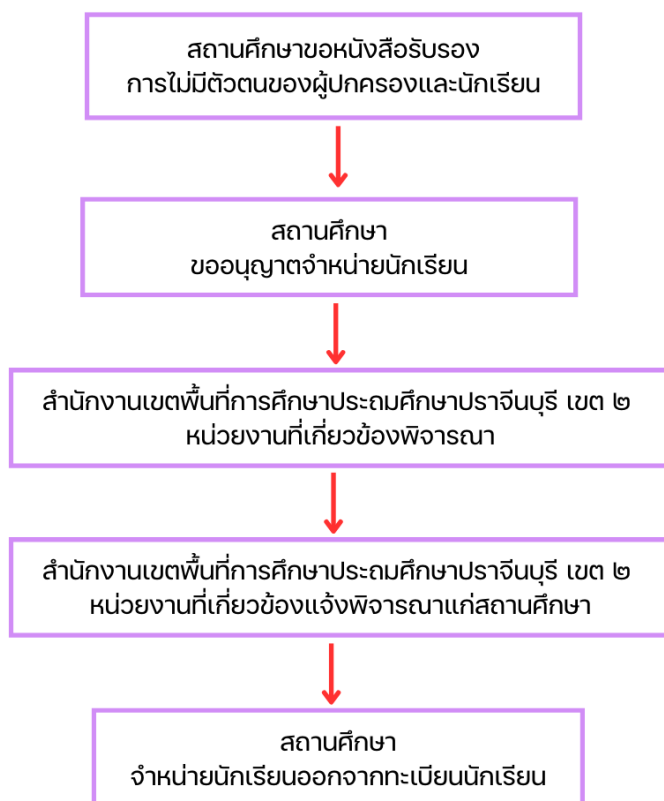 สถานศึกษาขอหนังสือรับรอง
การไม่มีตัวตนของผู้ปกครองและนักเรียน
สถานศึกษา
ขออนุญาตจำหน่ายนักเรียน
สำนักงานเขตพื้นที่การศึกษาประถมศึกษาปราจีนบุรี เขต ๒
หน่วยงานที่เกี่ยวข้องพิจารณา
สำนักงานเขตพื้นที่การศึกษาประถมศึกษาปราจีนบุรี เขต ๒
หน่วยงานที่เกี่ยวข้องแจ้งพิจารณาแก่สถานศึกษา
สถานศึกษา
จำหน่ายนักเรียนออกจากทะเบียนนักเรียน